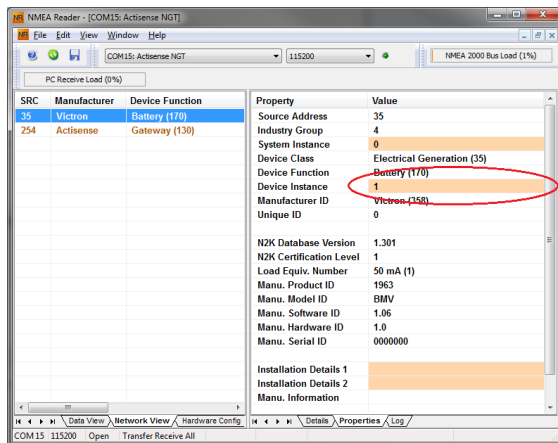 NMEA Reader - [COM15: Actisense NGT]
File Edit View Window Help
COM15: Actisense NGT 115200 NMEA 2000 Bus Load (1%)
PC Receive Load (0%)
SRC Manufacturer Device Function
35 Victron Battery (170)
254 Actisense Gateway (130)
Property Value
Source Address 35
Industry Group 4
System Instance 0
Device Class Electrical Generation (35)
Device Function Battery (170)
Device Instance 1
Manufacturer ID Victron (358)
Unique ID 0
N2K Database Version 1.301
N2K Certification Level 1
Load Equiv. Number 50 mA (1)
Manu. Product ID 1963
Manu. Model ID BMV
Manu. Software ID 1.06
Manu. Hardware ID 1.0
Manu. Serial ID 0000000
Installation Details 1
Installation Details 2
Manu. Information
Data View Network View Hardware Config
Details Properties Log
COM15 115200 Open Transfer Receive All